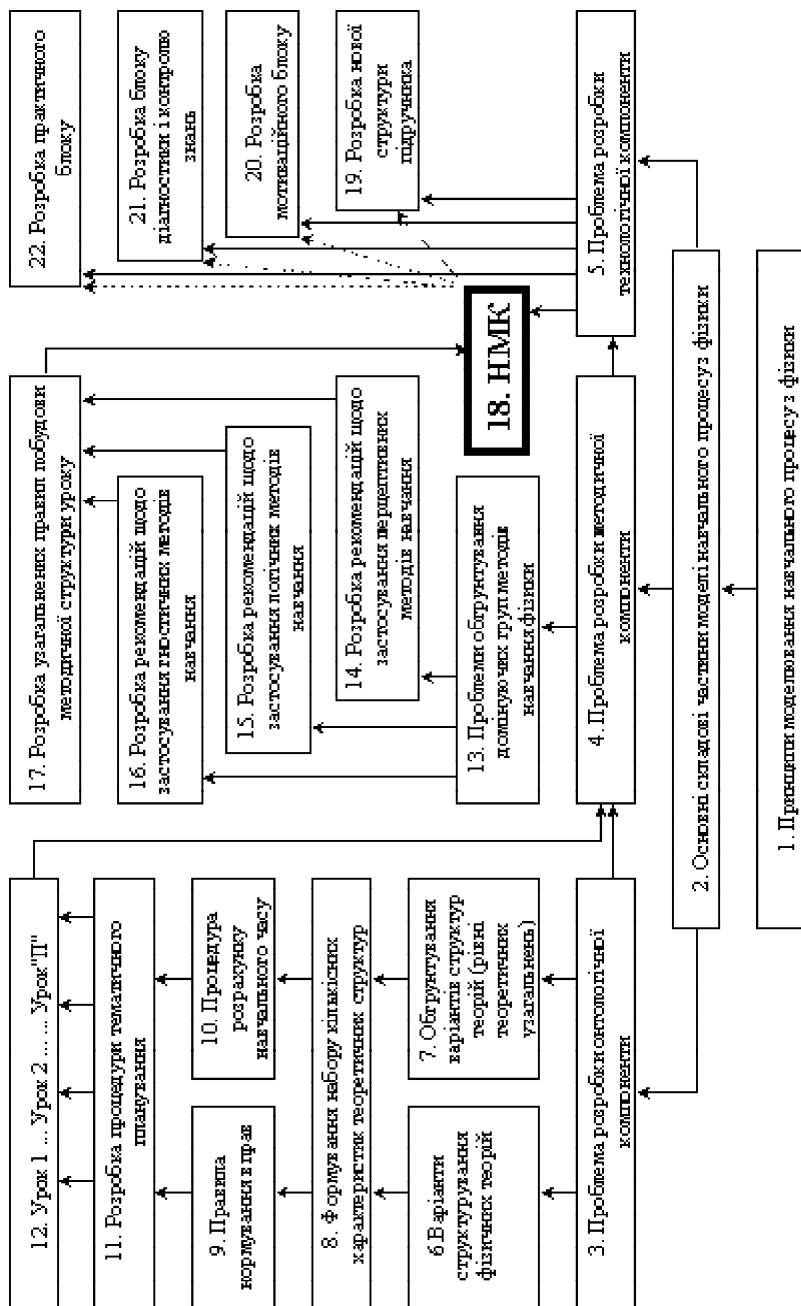 12. Урок 1 ... Урок 2 ... ... Урок"П"
11. Розробка процедури тематичного
планування
9. Правила
нормування вправ
10. Процедура
розрахунку
навчального часу
8. Формування набору кількісних
характеристик теоретичних структур
6 Варіанти
структурування
фізичних теорій
7. Обгрунтування
варіантів структур
теорій (рівні
теоретичних
узагальнень)
3. Проблема розробки онтологічної
компоненти
17. Розробка узагальнених правил побудови
методичної структури уроку
16. Розробка рекомендацій щодо
застосування гностичних методів
навчання
15. Розробка рекомендацій щодо
застосування логічних методів
навчання
14. Розробка рекомендацій щодо
застосування перцептивних
методів навчання
13. Проблеми обгрунтування
домінуючих груп методів
навчання фізики
4. Проблема розробки методичної
компоненти
22. Розробка практичного
блоку
21. Розробка блоку
діагностики і контролю
знань
20. Розробка
мотиваційного блоку
19. Розробка нової
структури
підручника
18. НМК
5. Проблема розробки
технологічної компоненти
2. Основні складові частини моделі навчального процесу з фізики
1. Принципи моделювання навчального процесу з фізики